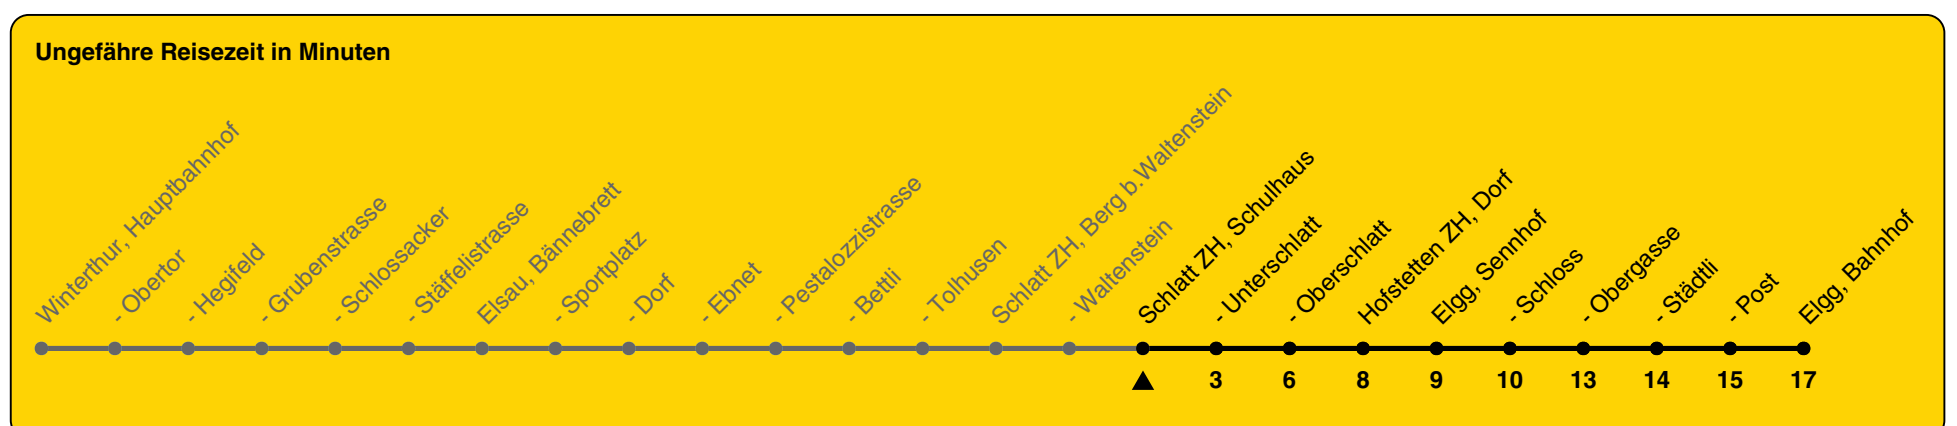 Ungefähre Reisezeit in Minuten
Winterthur, Hauptbahnhof
- Obertor
- Hegifeld
- Grubenstrasse
- Schlossacker
- Stäffelistrasse
Elsau, Bännebrett
- Sportplatz
- Dorf
- Ebnet
- Pestalozzistrasse
- Bettli
- Tolhusen
Schlatt ZH, Berg b.Waltenstein
- Waltenstein
Schlatt ZH, Schulhaus
- Unterschlatt
- Oberschlatt
Hofstetten ZH, Dorf
Elgg, Sennhof
- Schloss
- Obergasse
- Städtli
- Post
Elgg, Bahnhof
3 6 8 9 10 13 14 15 17